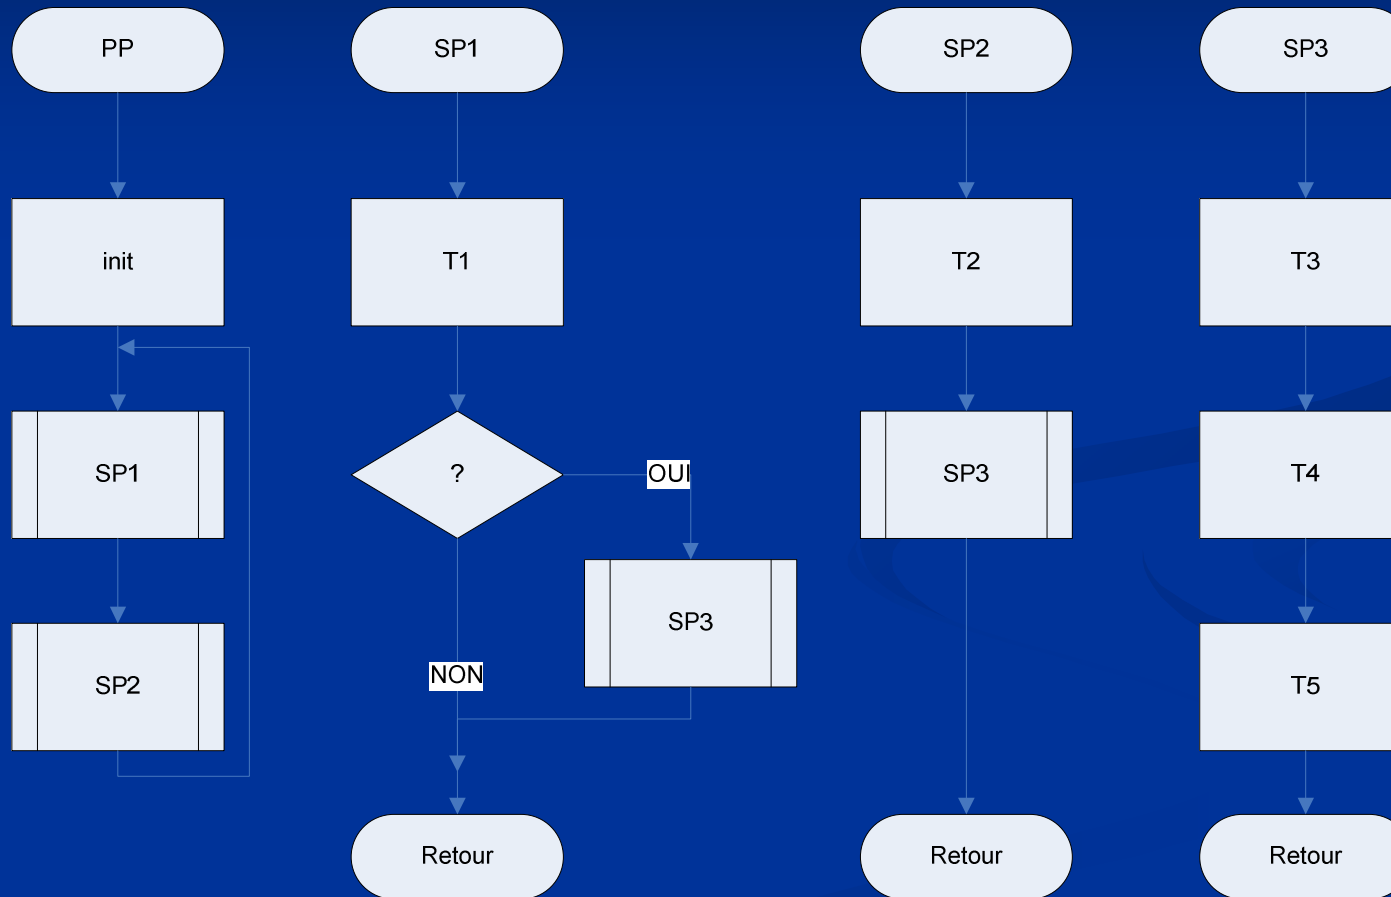 PP
init
SP1
SP2
SP1
T1
?
OUI
SP3
NON
Retour
SP2
T2
SP3
Retour
SP3
T3
T4
T5
Retour